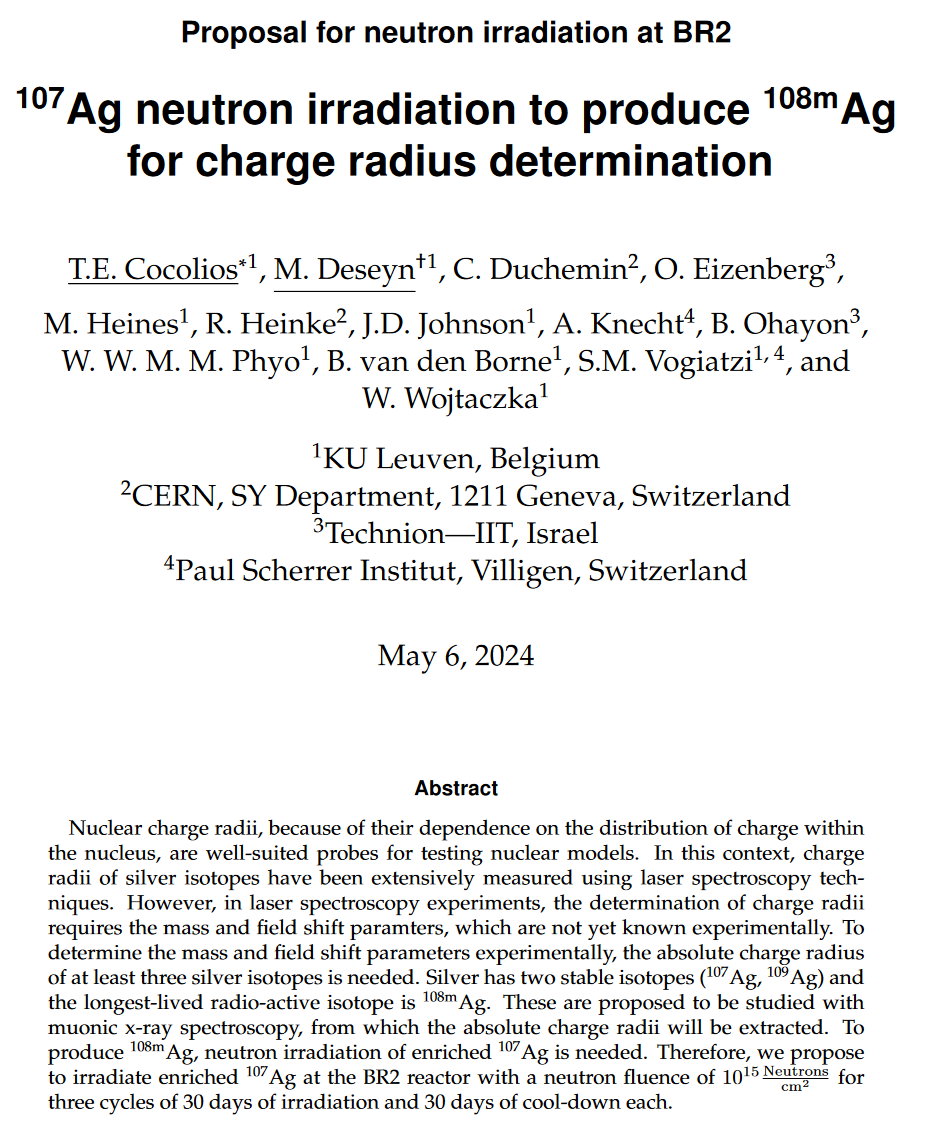 Proposal for neutron irradiation at BR2
¹⁰⁷Ag neutron irradiation to produce ¹⁰⁸ᵐAg
for charge radius determination
T.E. Cocolios*¹, M. Deseyn†¹, C. Duchemin², O. Eizenberg³,
M. Heines¹, R. Heinke², J.D. Johnson¹, A. Knecht⁴, B. Ohayon³,
W. W. M. M. Phyo¹, B. van den Borne¹, S.M. Vogiatzi¹,⁴, and
W. Wojtaczka¹
¹KU Leuven, Belgium
²CERN, SY Department, 1211 Geneva, Switzerland
³Technion—IIT, Israel
⁴Paul Scherrer Institut, Villigen, Switzerland
May 6, 2024
Abstract
Nuclear charge radii, because of their dependence on the distribution of charge within
the nucleus, are well-suited probes for testing nuclear models. In this context, charge
radii of silver isotopes have been extensively measured using laser spectroscopy tech-
niques. However, in laser spectroscopy experiments, the determination of charge radii
requires the mass and field shift paramters, which are not yet known experimentally. To
determine the mass and field shift parameters experimentally, the absolute charge radius
of at least three silver isotopes is needed. Silver has two stable isotopes (¹⁰⁷Ag, ¹⁰⁹Ag) and
the longest-lived radio-active isotope is ¹⁰⁸ᵐAg. These are proposed to be studied with
muonic x-ray spectroscopy, from which the absolute charge radii will be extracted. To
produce ¹⁰⁸ᵐAg, neutron irradiation of enriched ¹⁰⁷Ag is needed. Therefore, we propose
to irradiate enriched ¹⁰⁷Ag at the BR2 reactor with a neutron fluence of 10¹⁵ Neutrons/cm² for
three cycles of 30 days of irradiation and 30 days of cool-down each.